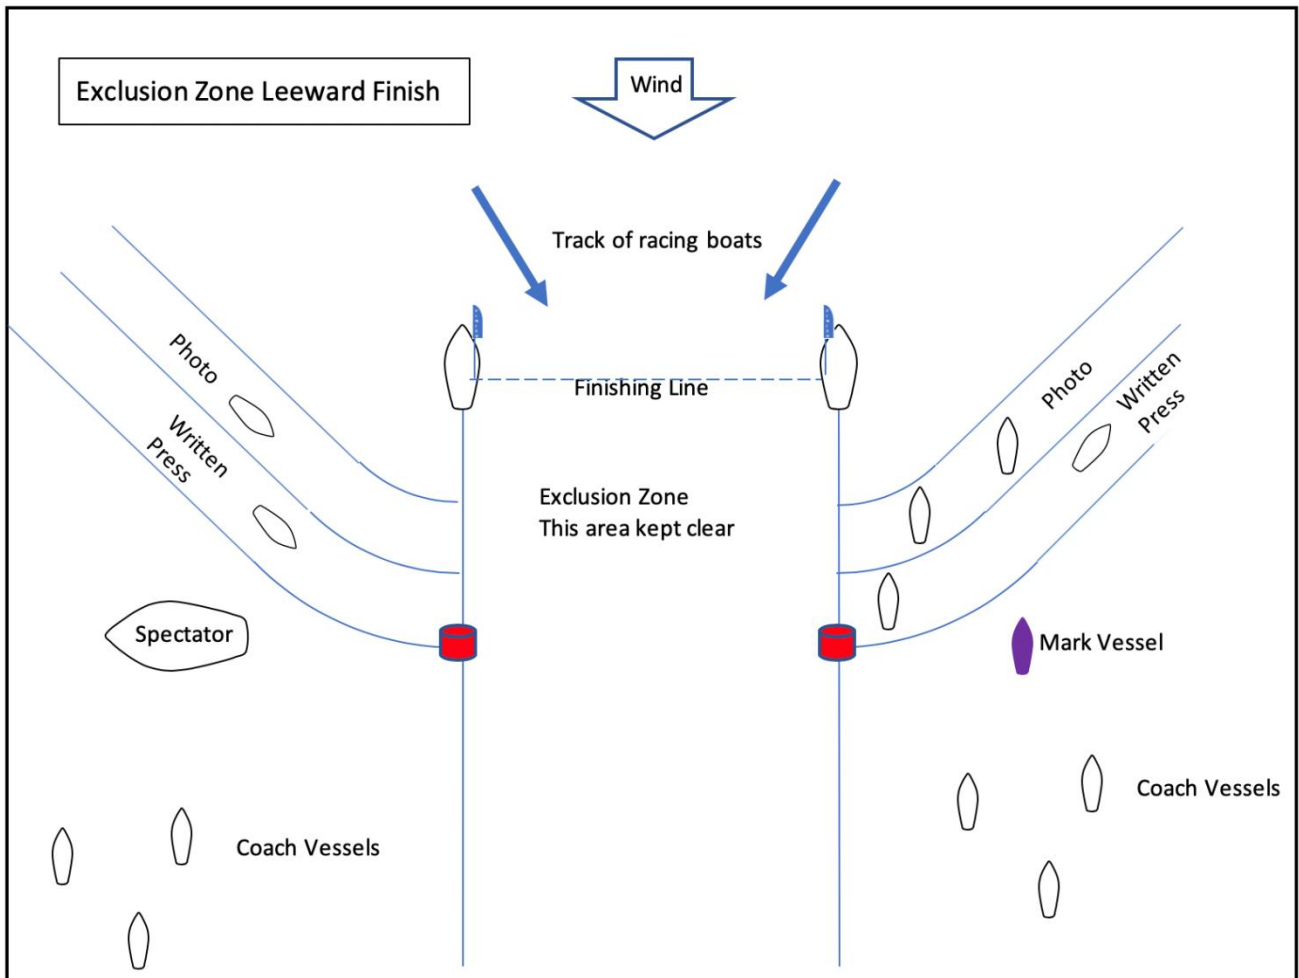 Exclusion Zone Leeward Finish
Wind
Track of racing boats
Finishing Line
Photo
Written
Press
Photo
Written
Press
Exclusion Zone
This area kept clear
Spectator
Mark Vessel
Coach Vessels
Coach Vessels